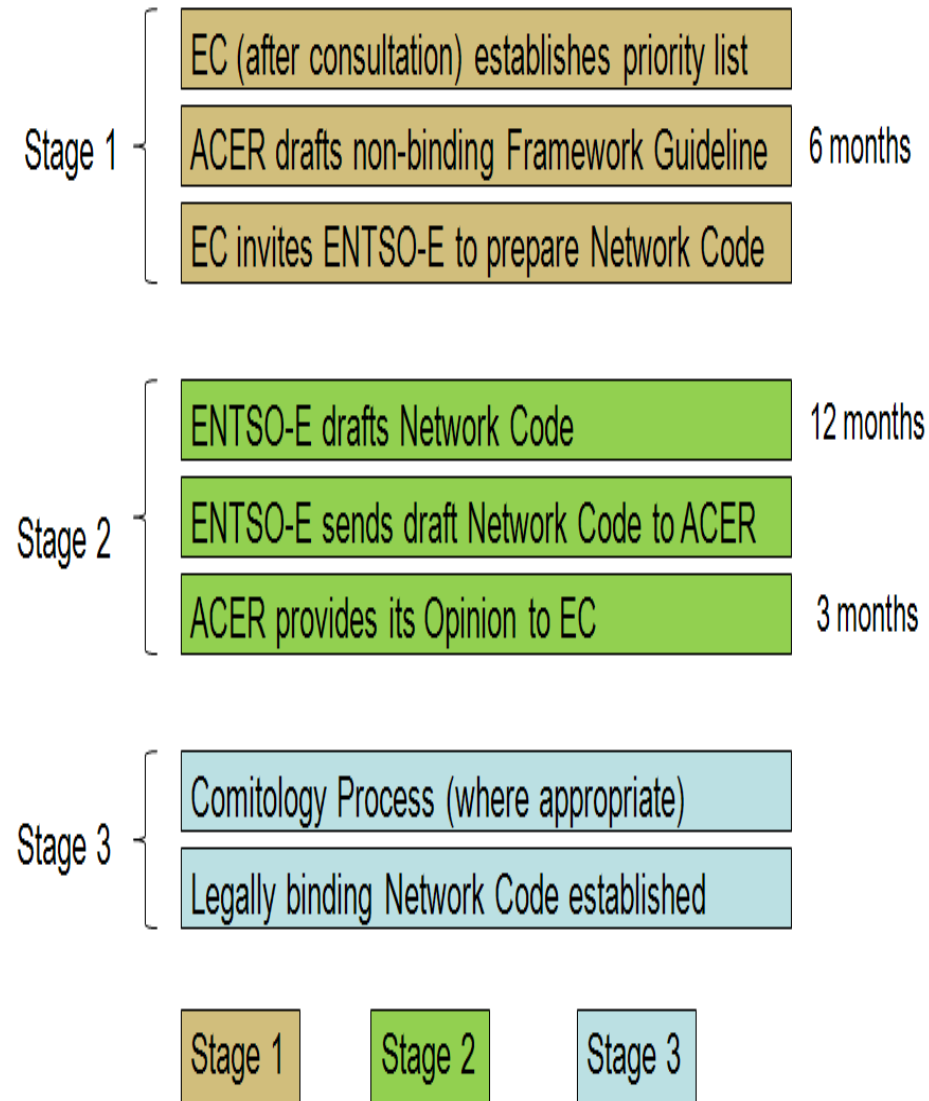 EC (after consultation) establishes priority list
Stage 1
ACER drafts non-binding Framework Guideline
6 months
EC invites ENTSO-E to prepare Network Code
ENTSO-E drafts Network Code
12 months
Stage 2
ENTSO-E sends draft Network Code to ACER
ACER provides its Opinion to EC
3 months
Comitology Process (where appropriate)
Stage 3
Legally binding Network Code established
Stage 1
Stage 2
Stage 3